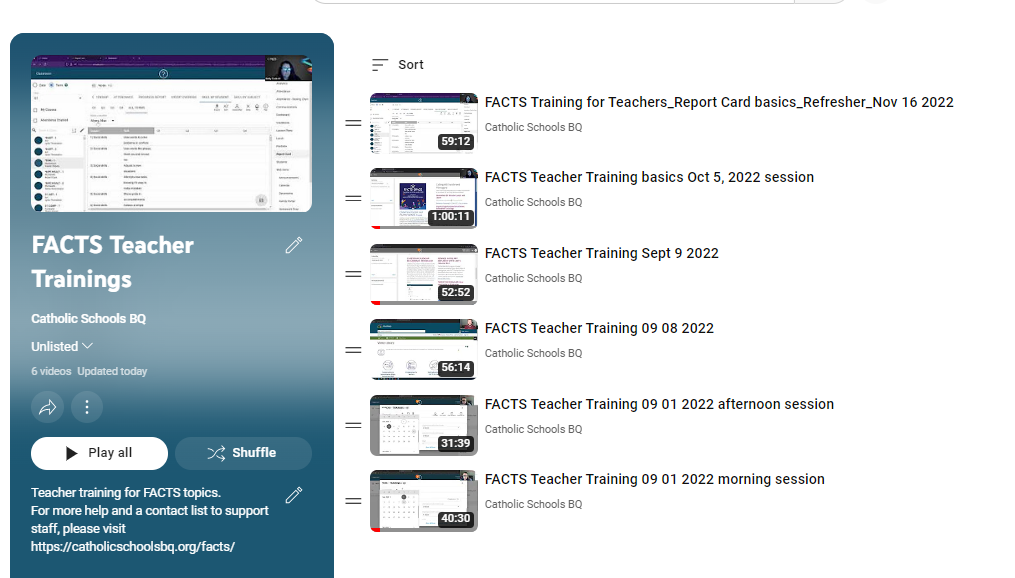 FACTS Teacher
Trainings
Catholic Schools BQ
Unlisted
6 videos Updated today
Play all
Shuffle
Teacher training for FACTS topics.
For more help and a contact list to support
staff, please visit
https://catholicschoolsbq.org/facts/
Sort
FACTS Training for Teachers_Report Card basics_Refresher_Nov 16 2022
Catholic Schools BQ
59:12
FACTS Teacher Training basics Oct 5, 2022 session
Catholic Schools BQ
1:00:11
FACTS Teacher Training Sept 9 2022
Catholic Schools BQ
52:52
FACTS Teacher Training 09 08 2022
Catholic Schools BQ
56:14
FACTS Teacher Training 09 01 2022 afternoon session
Catholic Schools BQ
31:39
FACTS Teacher Training 09 01 2022 morning session
Catholic Schools BQ
40:30